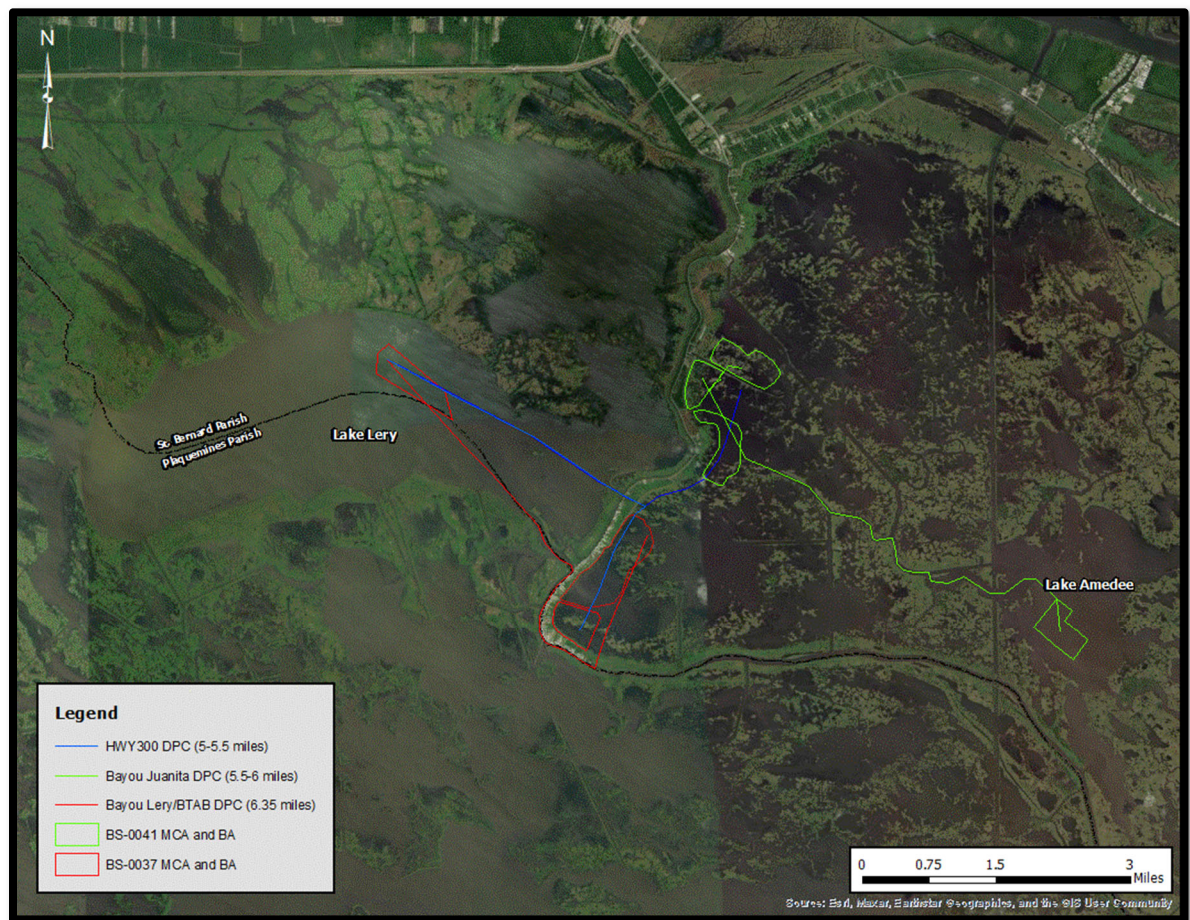 N
St. Bernard Parish
Plaquemines Parish
Lake Lery
Lake Amedee
Legend
HWY300 DPC (5-5.5 miles)
Bayou Juanita DPC (5.5-6 miles)
Bayou Lery/BTAB DPC (6.35 miles)
BS-0041 MCA and BA
BS-0037 MCA and BA
0 0.75 1.5 3
Miles
Source: Esri, Maxar, Earthstar Geographics, and the GIS User Community